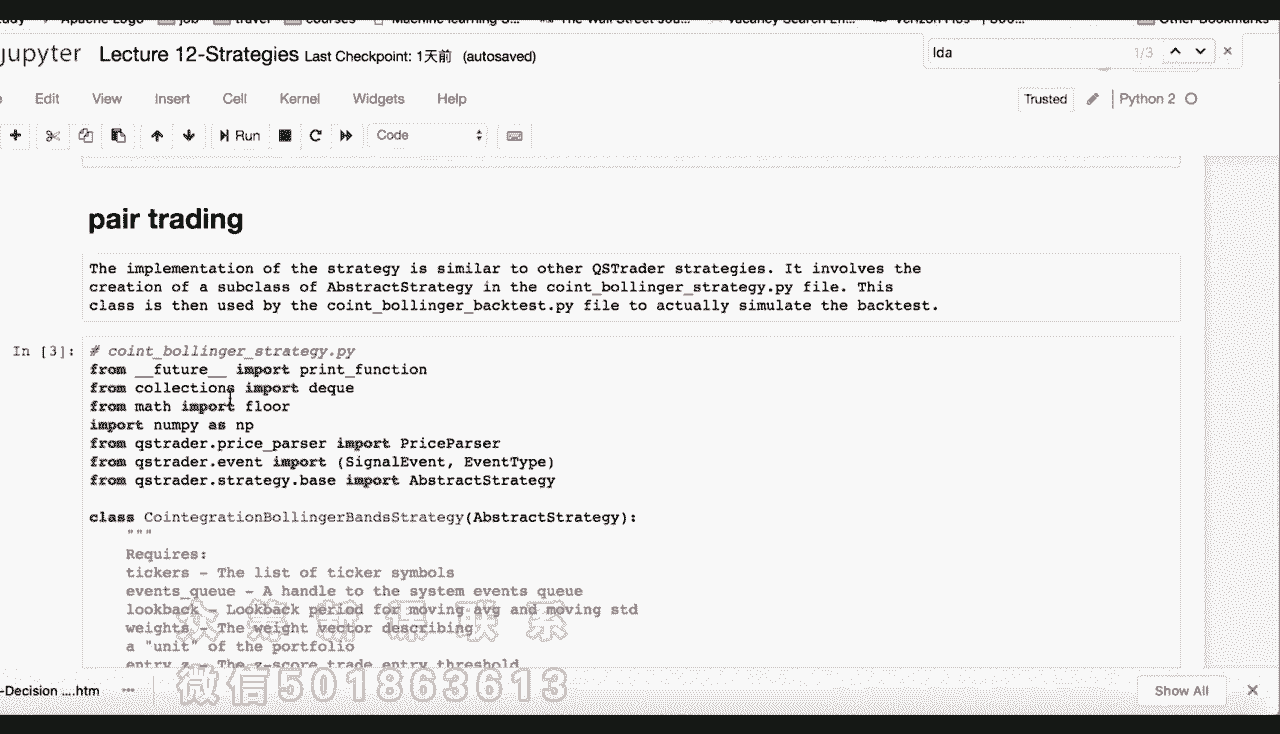 Apache Logo job travel courses Machine learning S... The Wall Street Jou... Vacancy Search En... Verizon Plus Other Bookmarks
jupyter Lecture 12-Strategies Last Checkpoint: 1天前 (autosaved)
lda 1/3
Edit View Insert Cell Kernel Widgets Help
Trusted Python 2
Run Code
pair trading
The implementation of the strategy is similar to other QSTrader strategies. It involves the
creation of a subclass of AbstractStrategy in the coint_bollinger_strategy.py file. This
class is then used by the coint_bollinger_backtest.py file to actually simulate the backtest.
In [3]: # coint_bollinger_strategy.py
from __future__ import print_function
from collections import deque
from math import floor
import numpy as np
from qstrader.price_parser import PriceParser
from qstrader.event import (SignalEvent, EventType)
from qstrader.strategy.base import AbstractStrategy
class CointegrationBollingerBandsStrategy(AbstractStrategy):
"""
Requires:
tickers - The list of ticker symbols
events_queue - A handle to the system events queue
lookback - Lookback period for moving avg and moving std
weights - The weight vector describing
a "unit" of the portfolio
entry_z - The z-score trade entry threshold
联系
微信501863613
-Decision ....htm Show All